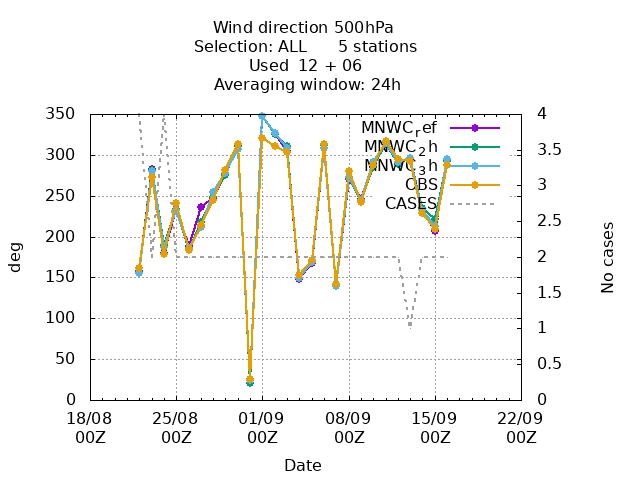 Wind direction 500hPa
Selection: ALL      5 stations
Used  12 + 06
Averaging window: 24h
350
300
250
200
150
100
50
0
deg
4
3.5
3
2.5
2
1.5
1
0.5
0
No cases
MNWC_ref
MNWC_2h
MNWC_3h
OBS
CASES
18/08 25/08 01/09 08/09 15/09 22/09
00Z 00Z 00Z 00Z 00Z 00Z
Date